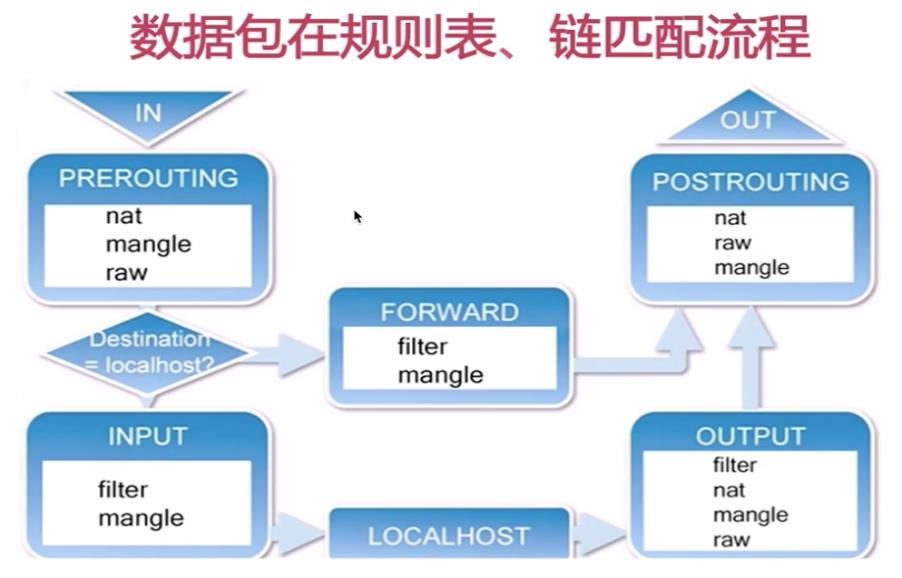 数据包在规则表、链匹配流程
IN
OUT
PREROUTING
nat
mangle
raw
POSTROUTING
nat
raw
mangle
Destination
= localhost?
FORWARD
filter
mangle
INPUT
filter
mangle
LOCALHOST
OUTPUT
filter
nat
mangle
raw